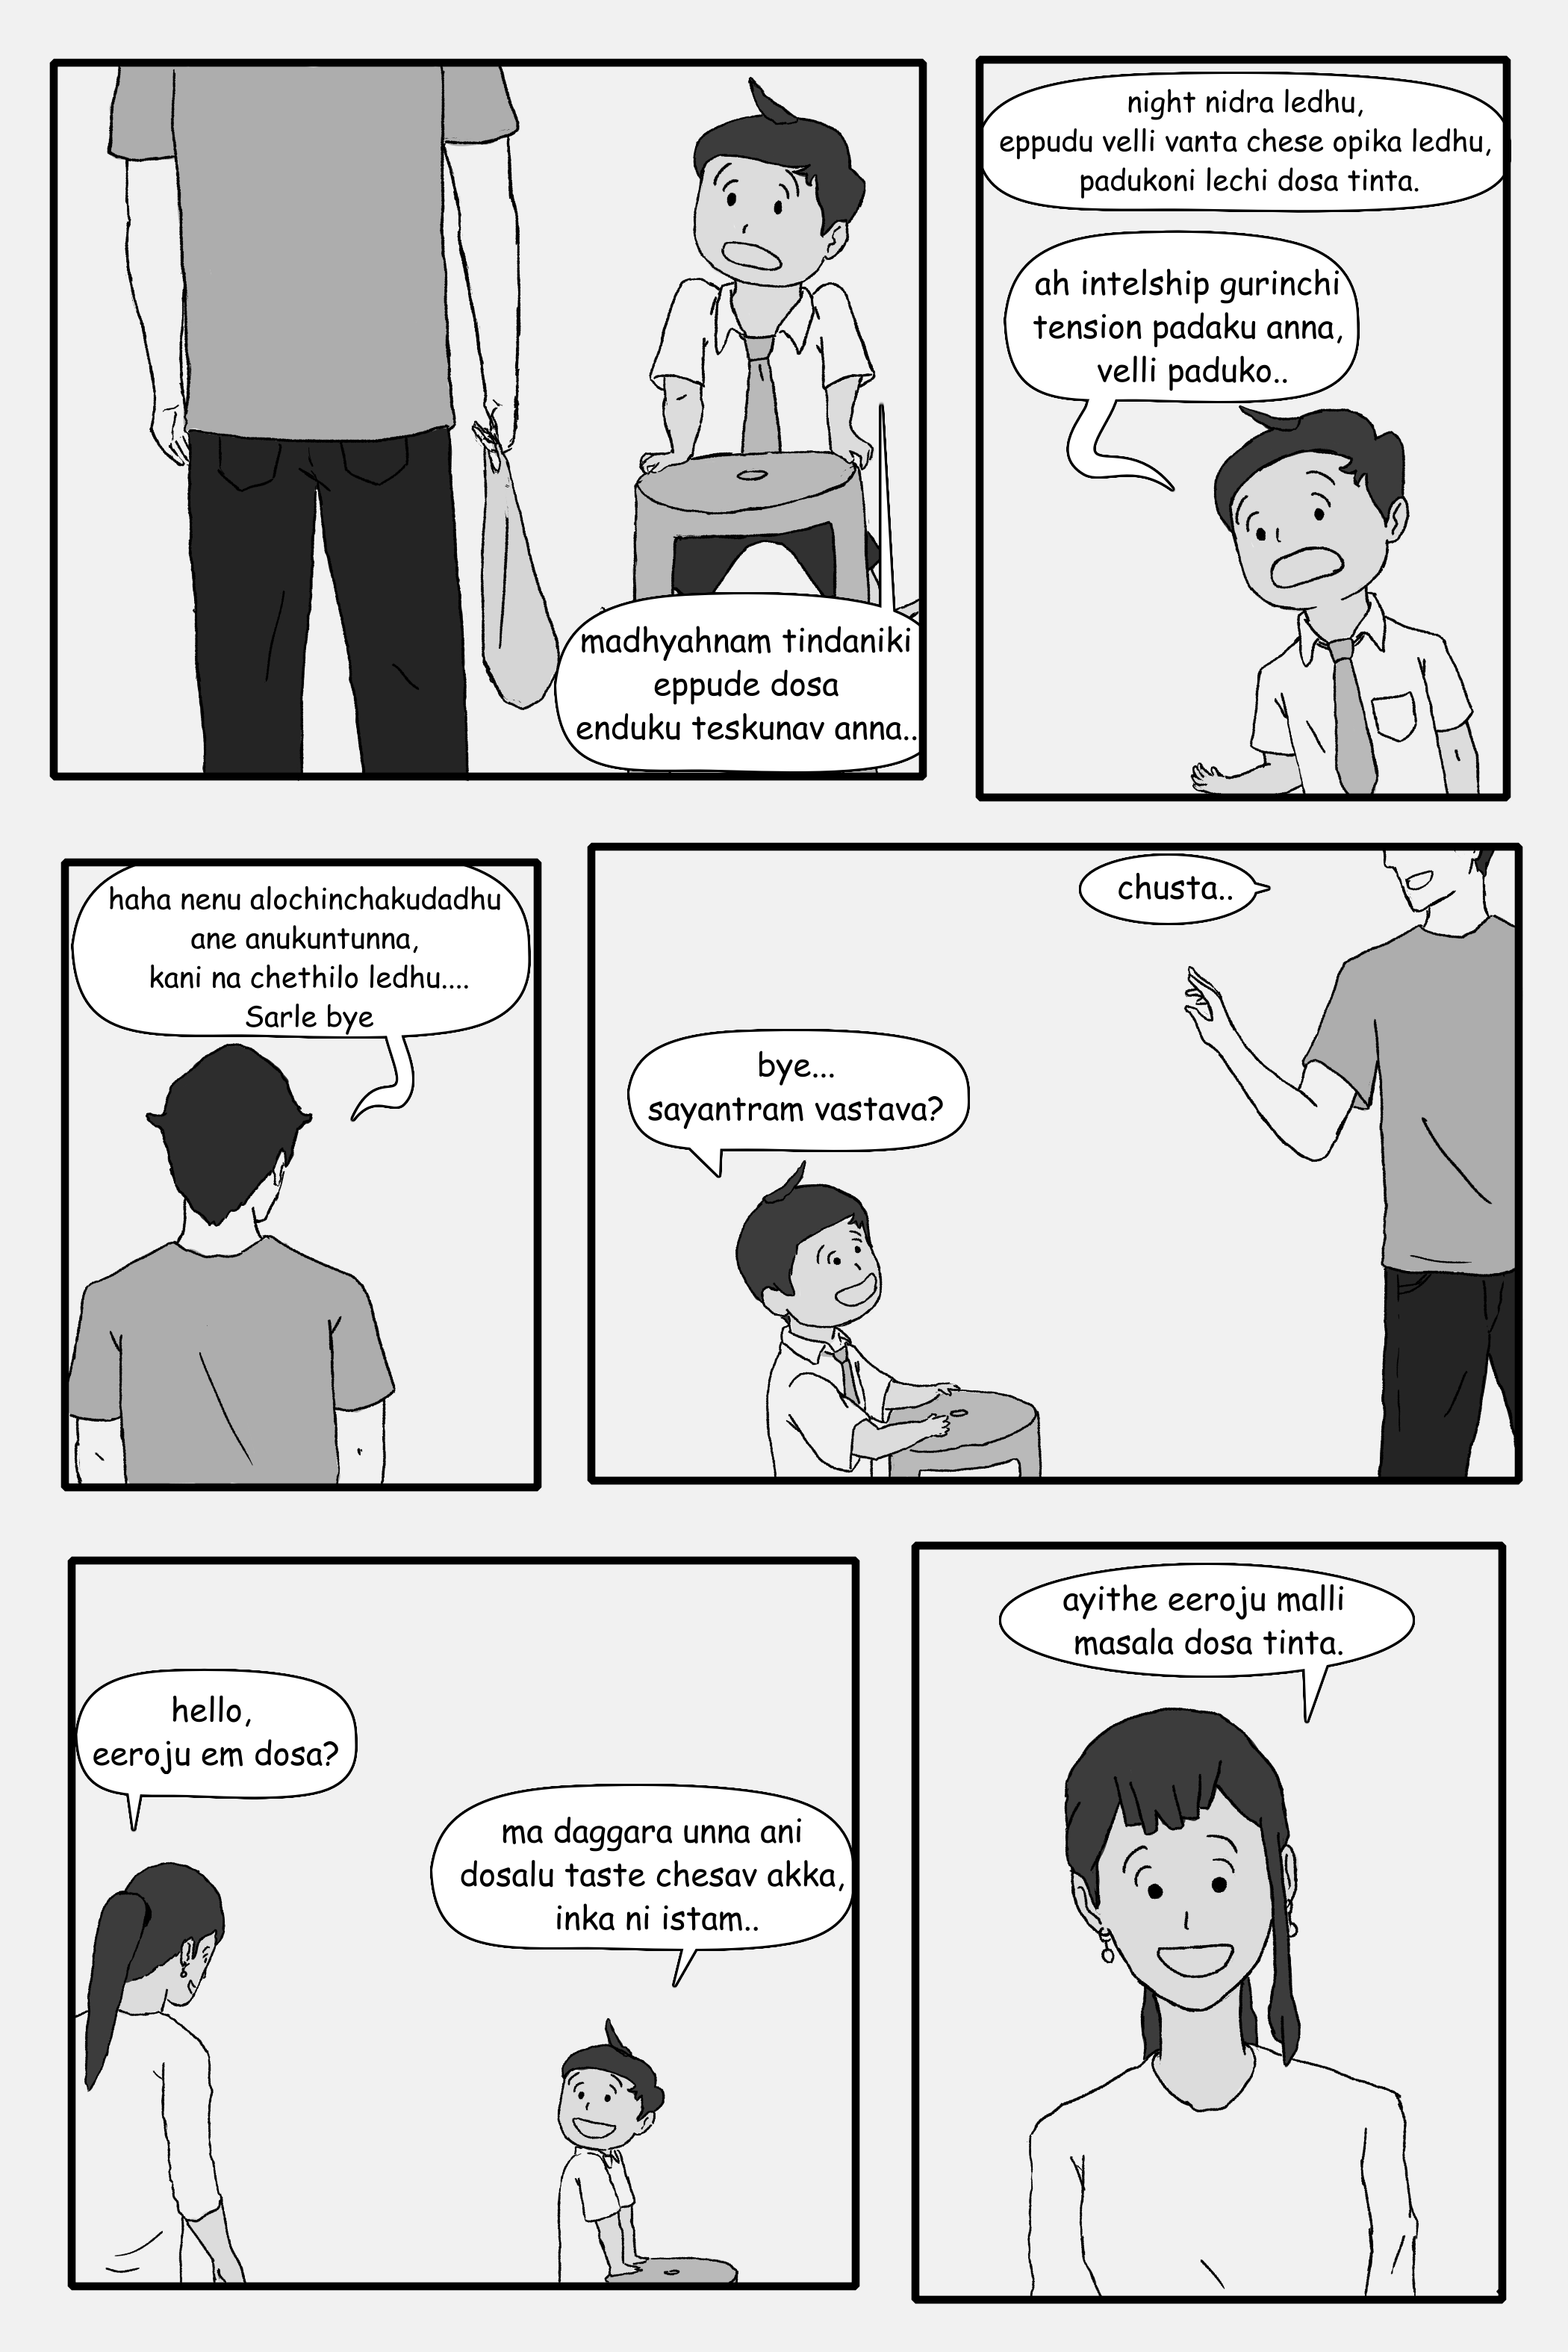 madhyahnam tindaniki
eppude dosa
enduku teskunav anna..
night nidra ledhu,
eppudu velli vanta chese opika ledhu,
padukoni lechi dosa tinta.
ah intelship gurinchi
tension padaku anna,
velli paduko..
haha nenu alochinchakudadhu
ane anukuntunna,
kani na chethilo ledhu....
Sarle bye
chusta..
bye...
sayantram vastava?
hello,
eeroju em dosa?
ma daggara unna ani
dosalu taste chesav akka,
inka ni istam..
ayithe eeroju malli
masala dosa tinta.